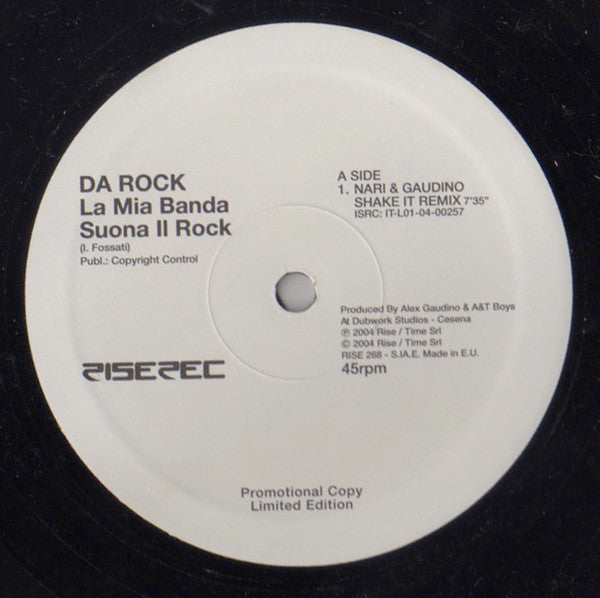 DA ROCK
La Mia Banda
Suona Il Rock
(I. Fossati)
Publ.: Copyright Control
RISEREC
A SIDE
1. NARI & GAUDINO
SHAKE IT REMIX 7"35"
ISRC: IT-L01-04-00257
Produced By Alex Gaudino & A&T Boys
At Dubwork Studios - Cesena
℗ 2004 Rise / Time Srl
© 2004 Rise / Time Srl
RISE 268 - S.IA.E. Made in E.U.
45rpm
Promotional Copy
Limited Edition